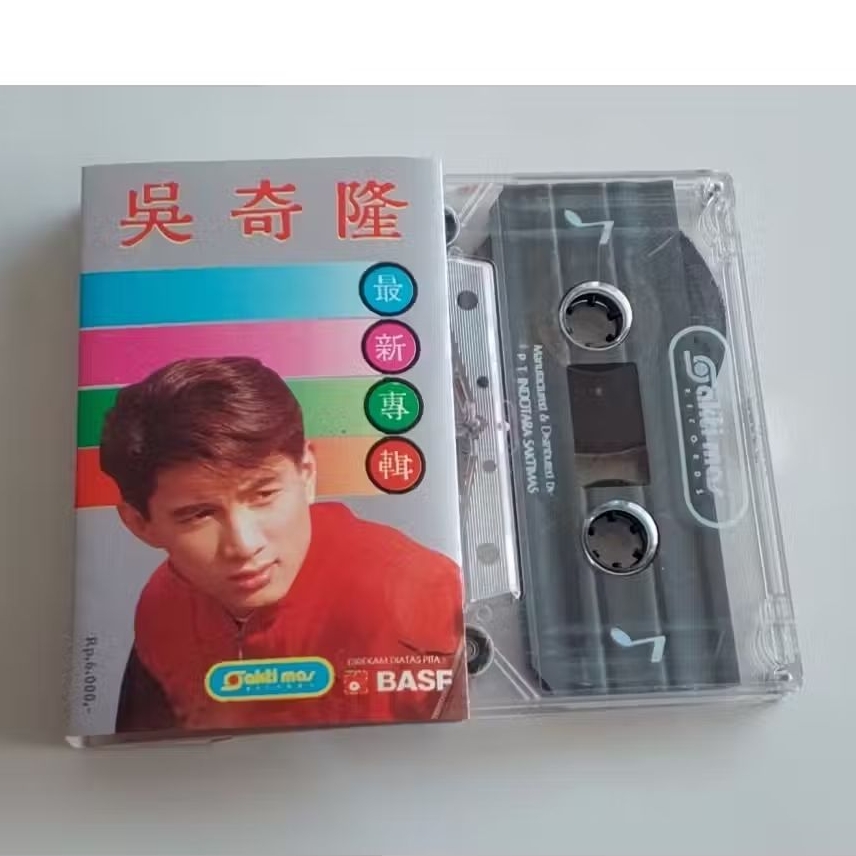 吳奇隆
最
新
專
輯
Rp.6.000,-
Sakti mas
RECORDS
DIREKAM DIATAS PITA :
BASF
Manufactured & Distributed by
P T INDOTARA SAKTIMAS
Sakti mas
RECORDS